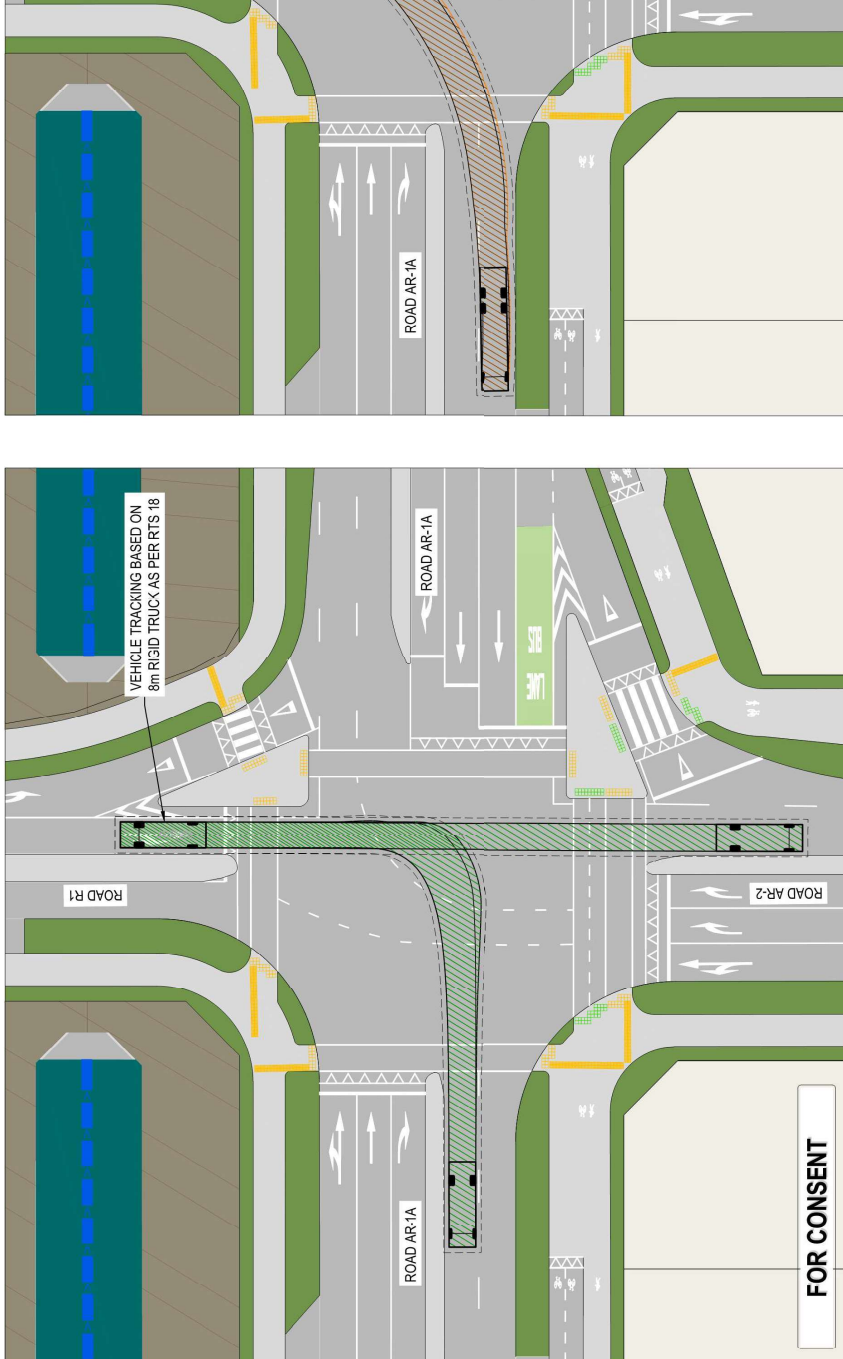 ROAD AR-1A
VEHICLE TRACKING BASED ON
8m RIGID TRUCK AS PER RTS 18
ROAD AR-1A
BUS
LANE
ROAD R1
ROAD AR-2
ROAD AR-1A
FOR CONSENT